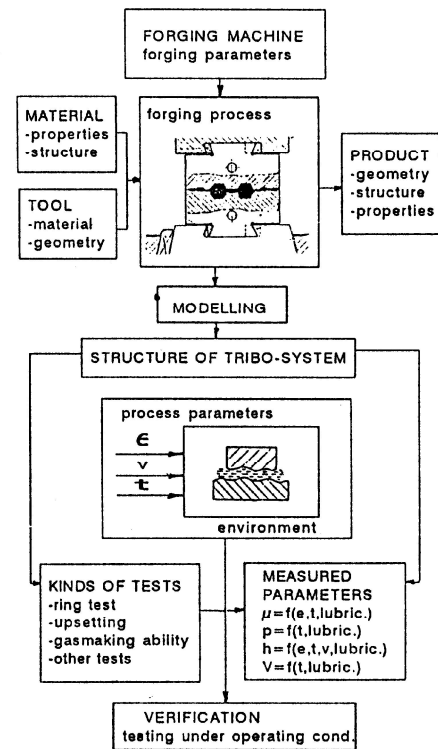 FORGING MACHINE
forging parameters
MATERIAL
-properties
-structure
TOOL
-material
-geometry
forging process
PRODUCT
-geometry
-structure
-properties
MODELLING
STRUCTURE OF TRIBO-SYSTEM
process parameters
ϵ
v
t
environment
KINDS OF TESTS
-ring test
-upsetting
-gasmaking ability
-other tests
MEASURED
PARAMETERS
μ=f(e,t,lubric.)
p=f(t,lubric.)
h=f(e,t,v,lubric.)
V=f(t,lubric.)
VERIFICATION
testing under operating cond.